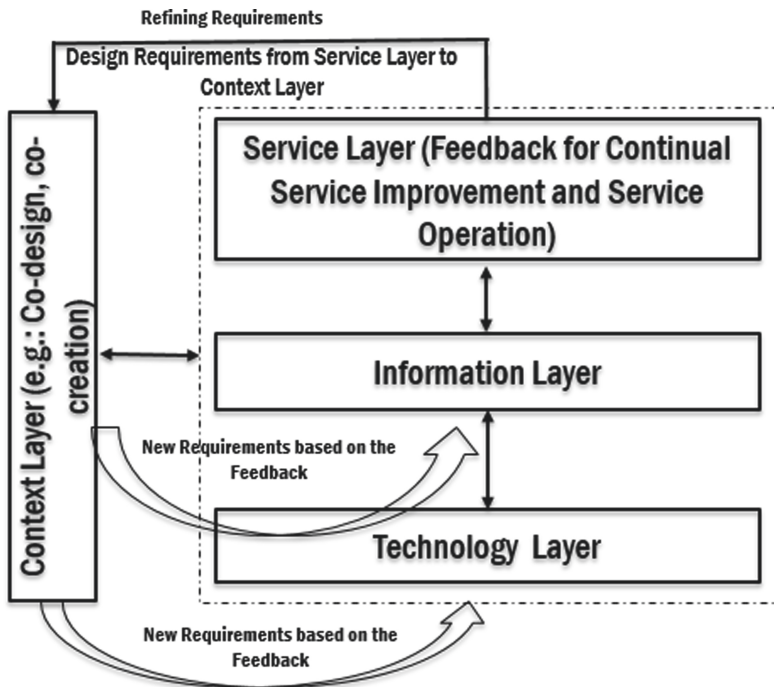 Refining Requirements
Design Requirements from Service Layer to
Context Layer
Context Layer (e.g.: Co-design, co-
creation)
Service Layer (Feedback for Continual
Service Improvement and Service
Operation)
Information Layer
New Requirements based on the
Feedback
Technology Layer
New Requirements based on the
Feedback